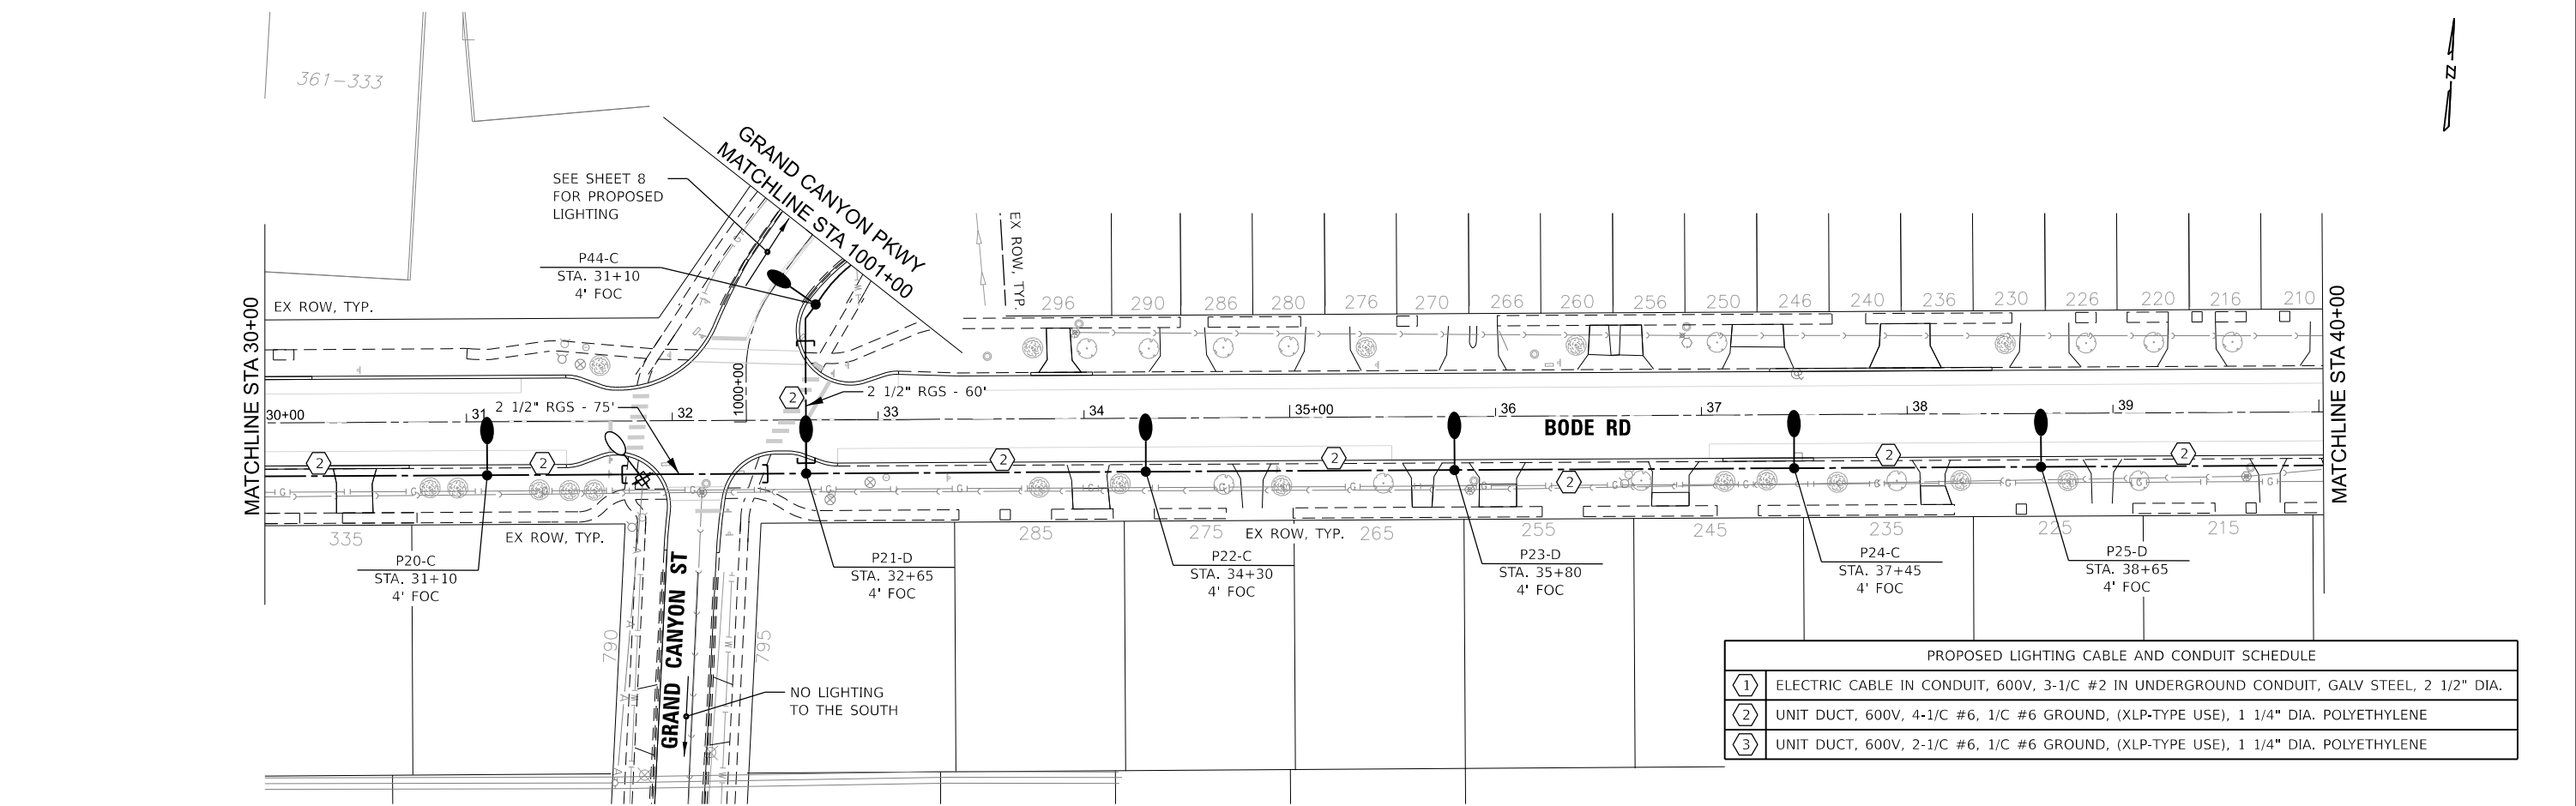 361-333
N
GRAND CANYON PKWY
MATCHLINE STA 1001+00
SEE SHEET 8
FOR PROPOSED
LIGHTING
P44-C
STA. 31+10
4' FOC
EX ROW, TYP.
EX ROW, TYP.
296 290 286 280 276 270 266 260 256 250 246 240 236 230 226 220 216 210
MATCHLINE STA 30+00
MATCHLINE STA 40+00
30+00 31 32 33 34 35+00 36 37 38 39
1000+00
2 1/2" RGS - 75'
2 1/2" RGS - 60'
2
BODE RD
2 2 2 2 2 2 2
335
EX ROW, TYP.
285 275 265 255 245 235 225 215
EX ROW, TYP.
P20-C
STA. 31+10
4' FOC
P21-D
STA. 32+65
4' FOC
P22-C
STA. 34+30
4' FOC
P23-D
STA. 35+80
4' FOC
P24-C
STA. 37+45
4' FOC
P25-D
STA. 38+65
4' FOC
790
GRAND CANYON ST
795
NO LIGHTING
TO THE SOUTH
PROPOSED LIGHTING CABLE AND CONDUIT SCHEDULE
1 ELECTRIC CABLE IN CONDUIT, 600V, 3-1/C #2 IN UNDERGROUND CONDUIT, GALV STEEL, 2 1/2" DIA.
2 UNIT DUCT, 600V, 4-1/C #6, 1/C #6 GROUND, (XLP-TYPE USE), 1 1/4" DIA. POLYETHYLENE
3 UNIT DUCT, 600V, 2-1/C #6, 1/C #6 GROUND, (XLP-TYPE USE), 1 1/4" DIA. POLYETHYLENE